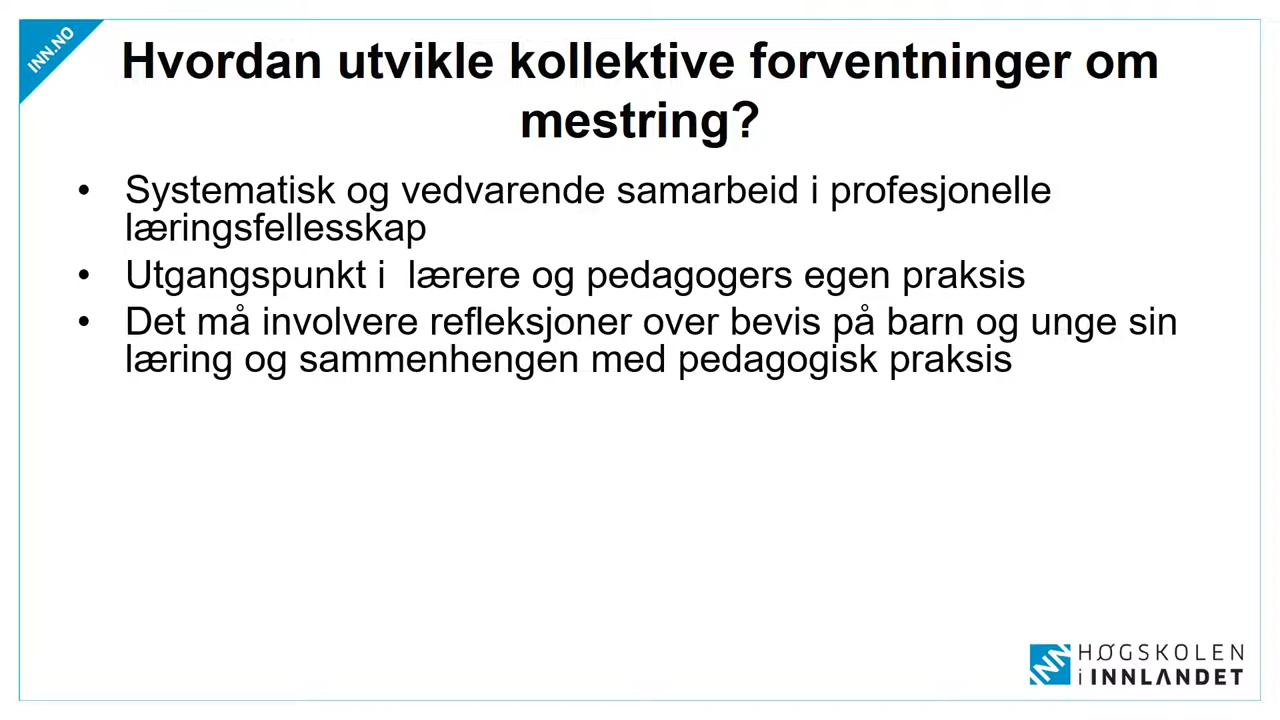 INN.NO
Hvordan utvikle kollektive forventninger om
mestring?
• Systematisk og vedvarende samarbeid i profesjonelle
læringsfellesskap
• Utgangspunkt i  lærere og pedagogers egen praksis
• Det må involvere refleksjoner over bevis på barn og unge sin
læring og sammenhengen med pedagogisk praksis
INN
HØGSKOLEN
i INNLANDET